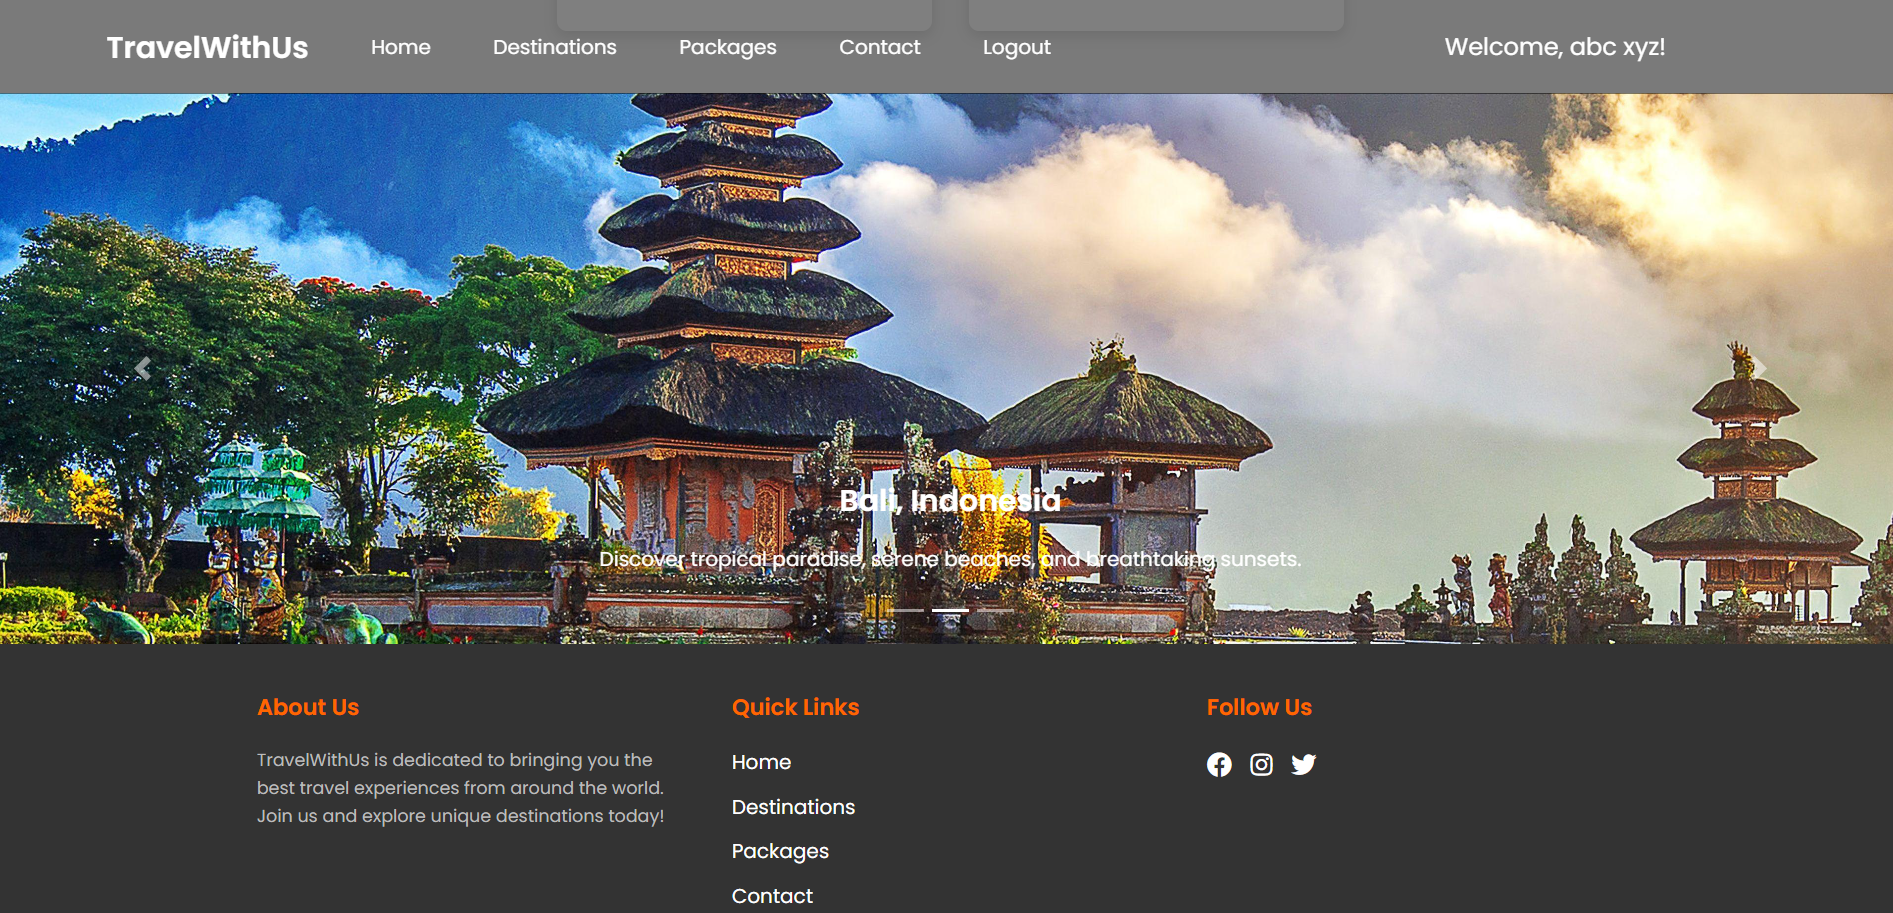 TravelWithUs Home Destinations Packages Contact Logout Welcome, abc xyz!
Bali, Indonesia
Discover tropical paradise, serene beaches, and breathtaking sunsets.
About Us
TravelWithUs is dedicated to bringing you the
best travel experiences from around the world.
Join us and explore unique destinations today!
Quick Links
Home
Destinations
Packages
Contact
Follow Us